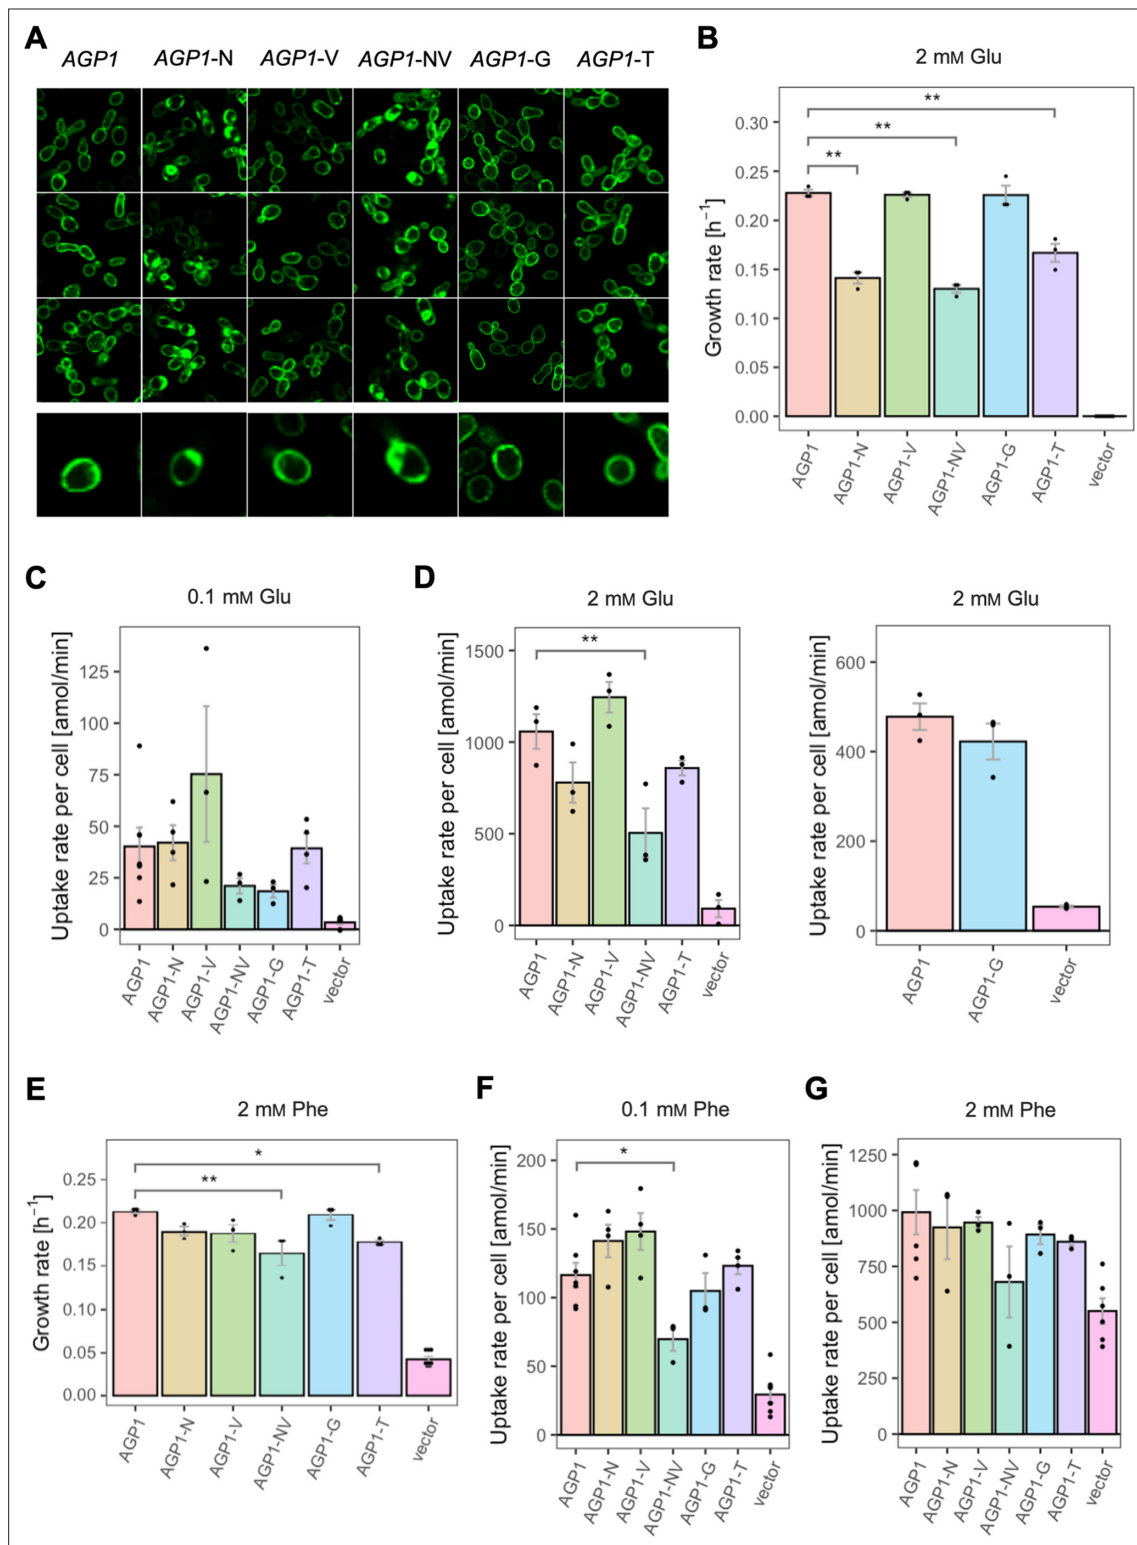 A
AGP1 AGP1-N AGP1-V AGP1-NV AGP1-G AGP1-T
B
2 mM Glu
Growth rate [h⁻¹]
0.30
0.25
0.20
0.15
0.10
0.05
0.00
**
**
**
AGP1 AGP1-N AGP1-V AGP1-NV AGP1-G AGP1-T vector
C
0.1 mM Glu
Uptake rate per cell [amol/min]
125
100
75
50
25
0
AGP1 AGP1-N AGP1-V AGP1-NV AGP1-G AGP1-T vector
D
2 mM Glu
Uptake rate per cell [amol/min]
1500
1000
500
0
**
AGP1 AGP1-N AGP1-V AGP1-NV AGP1-T vector
2 mM Glu
Uptake rate per cell [amol/min]
600
400
200
0
AGP1 AGP1-G vector
E
2 mM Phe
Growth rate [h⁻¹]
0.25
0.20
0.15
0.10
0.05
0.00
*
**
AGP1 AGP1-N AGP1-V AGP1-NV AGP1-G AGP1-T vector
F
0.1 mM Phe
Uptake rate per cell [amol/min]
200
150
100
50
0
*
AGP1 AGP1-N AGP1-V AGP1-NV AGP1-G AGP1-T vector
G
2 mM Phe
Uptake rate per cell [amol/min]
1250
1000
750
500
250
0
AGP1 AGP1-N AGP1-V AGP1-NV AGP1-G AGP1-T vector